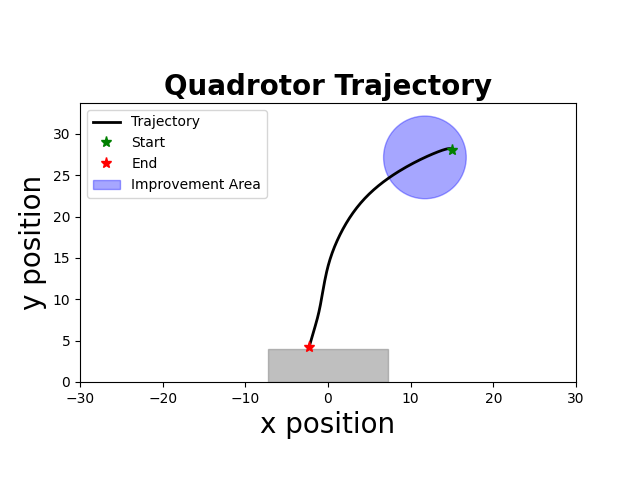 Quadrotor Trajectory
Trajectory
Start
End
Improvement Area
y position
30
25
20
15
10
5
0
−30
−20
−10
0
10
20
30
x position